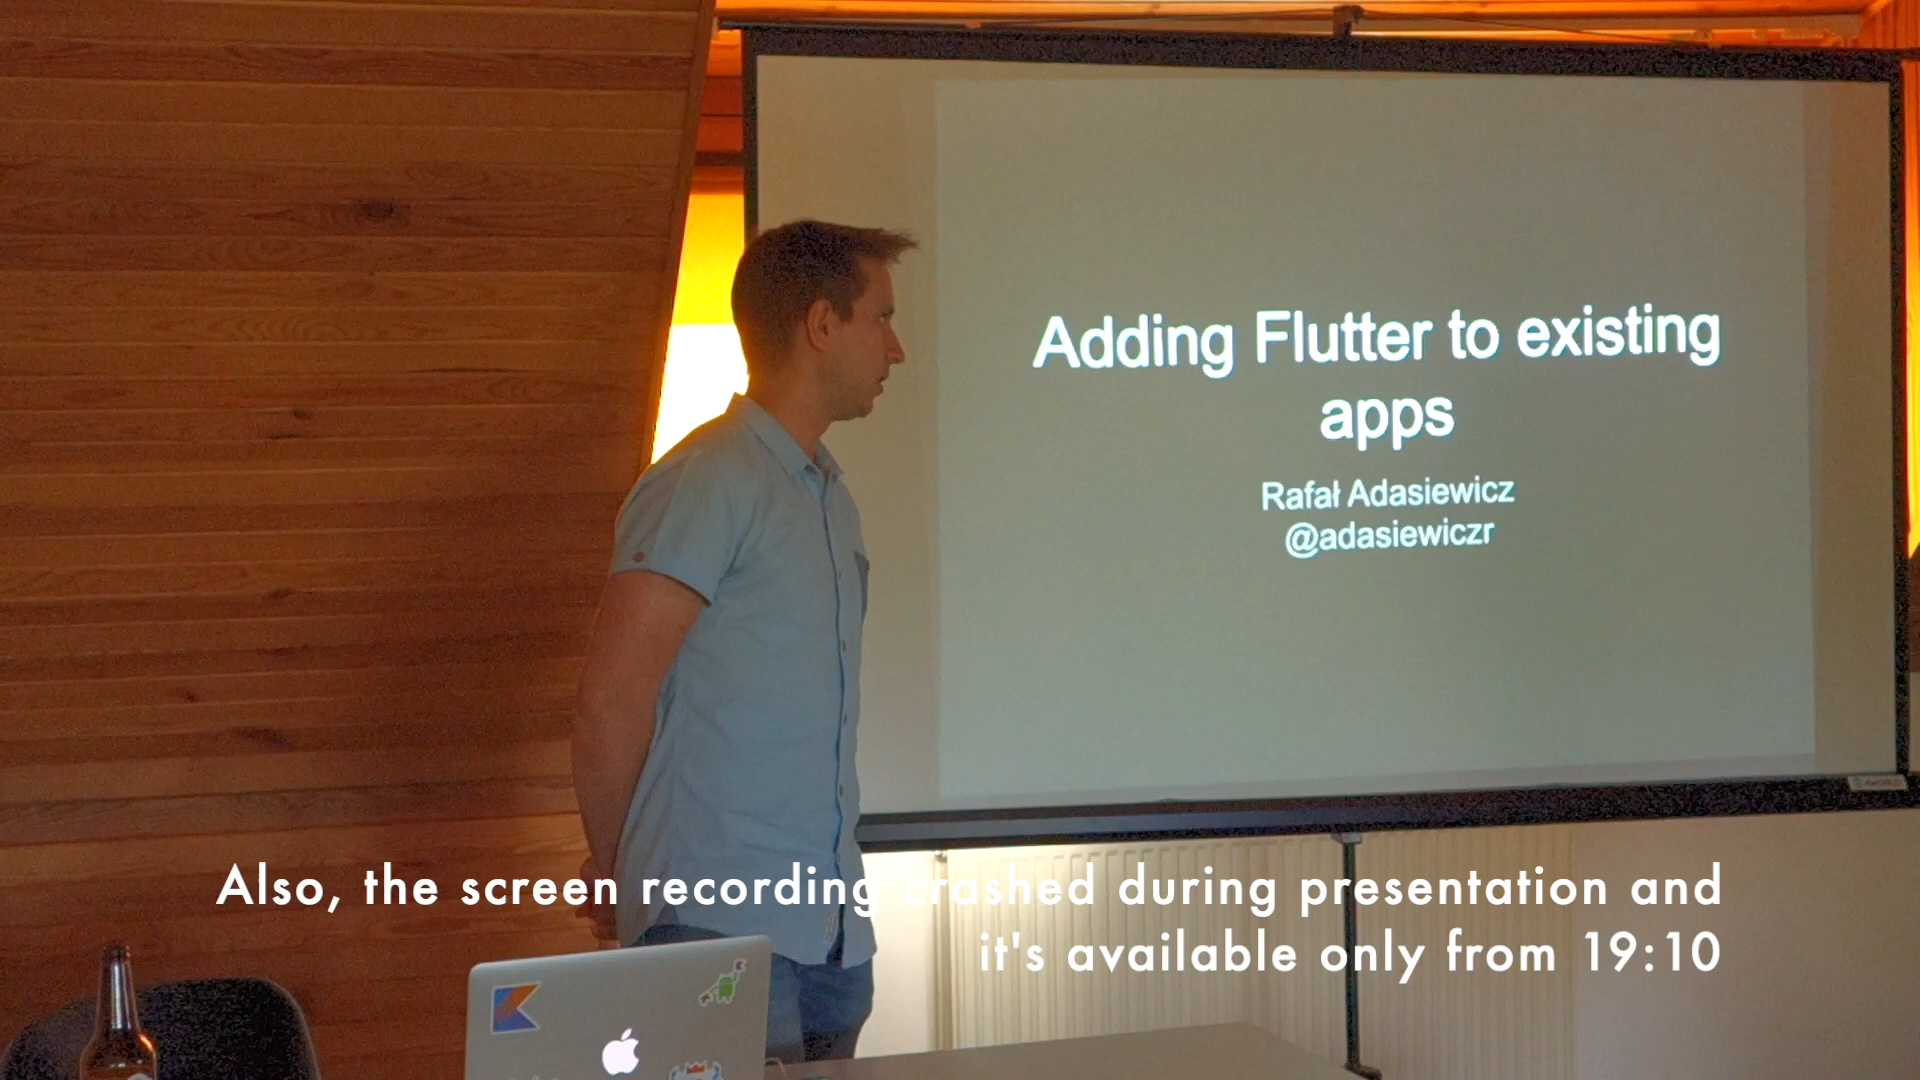 Adding Flutter to existing
apps
Rafał Adasiewicz
@adasiewiczr
Also, the screen recording crashed during presentation and
it's available only from 19:10